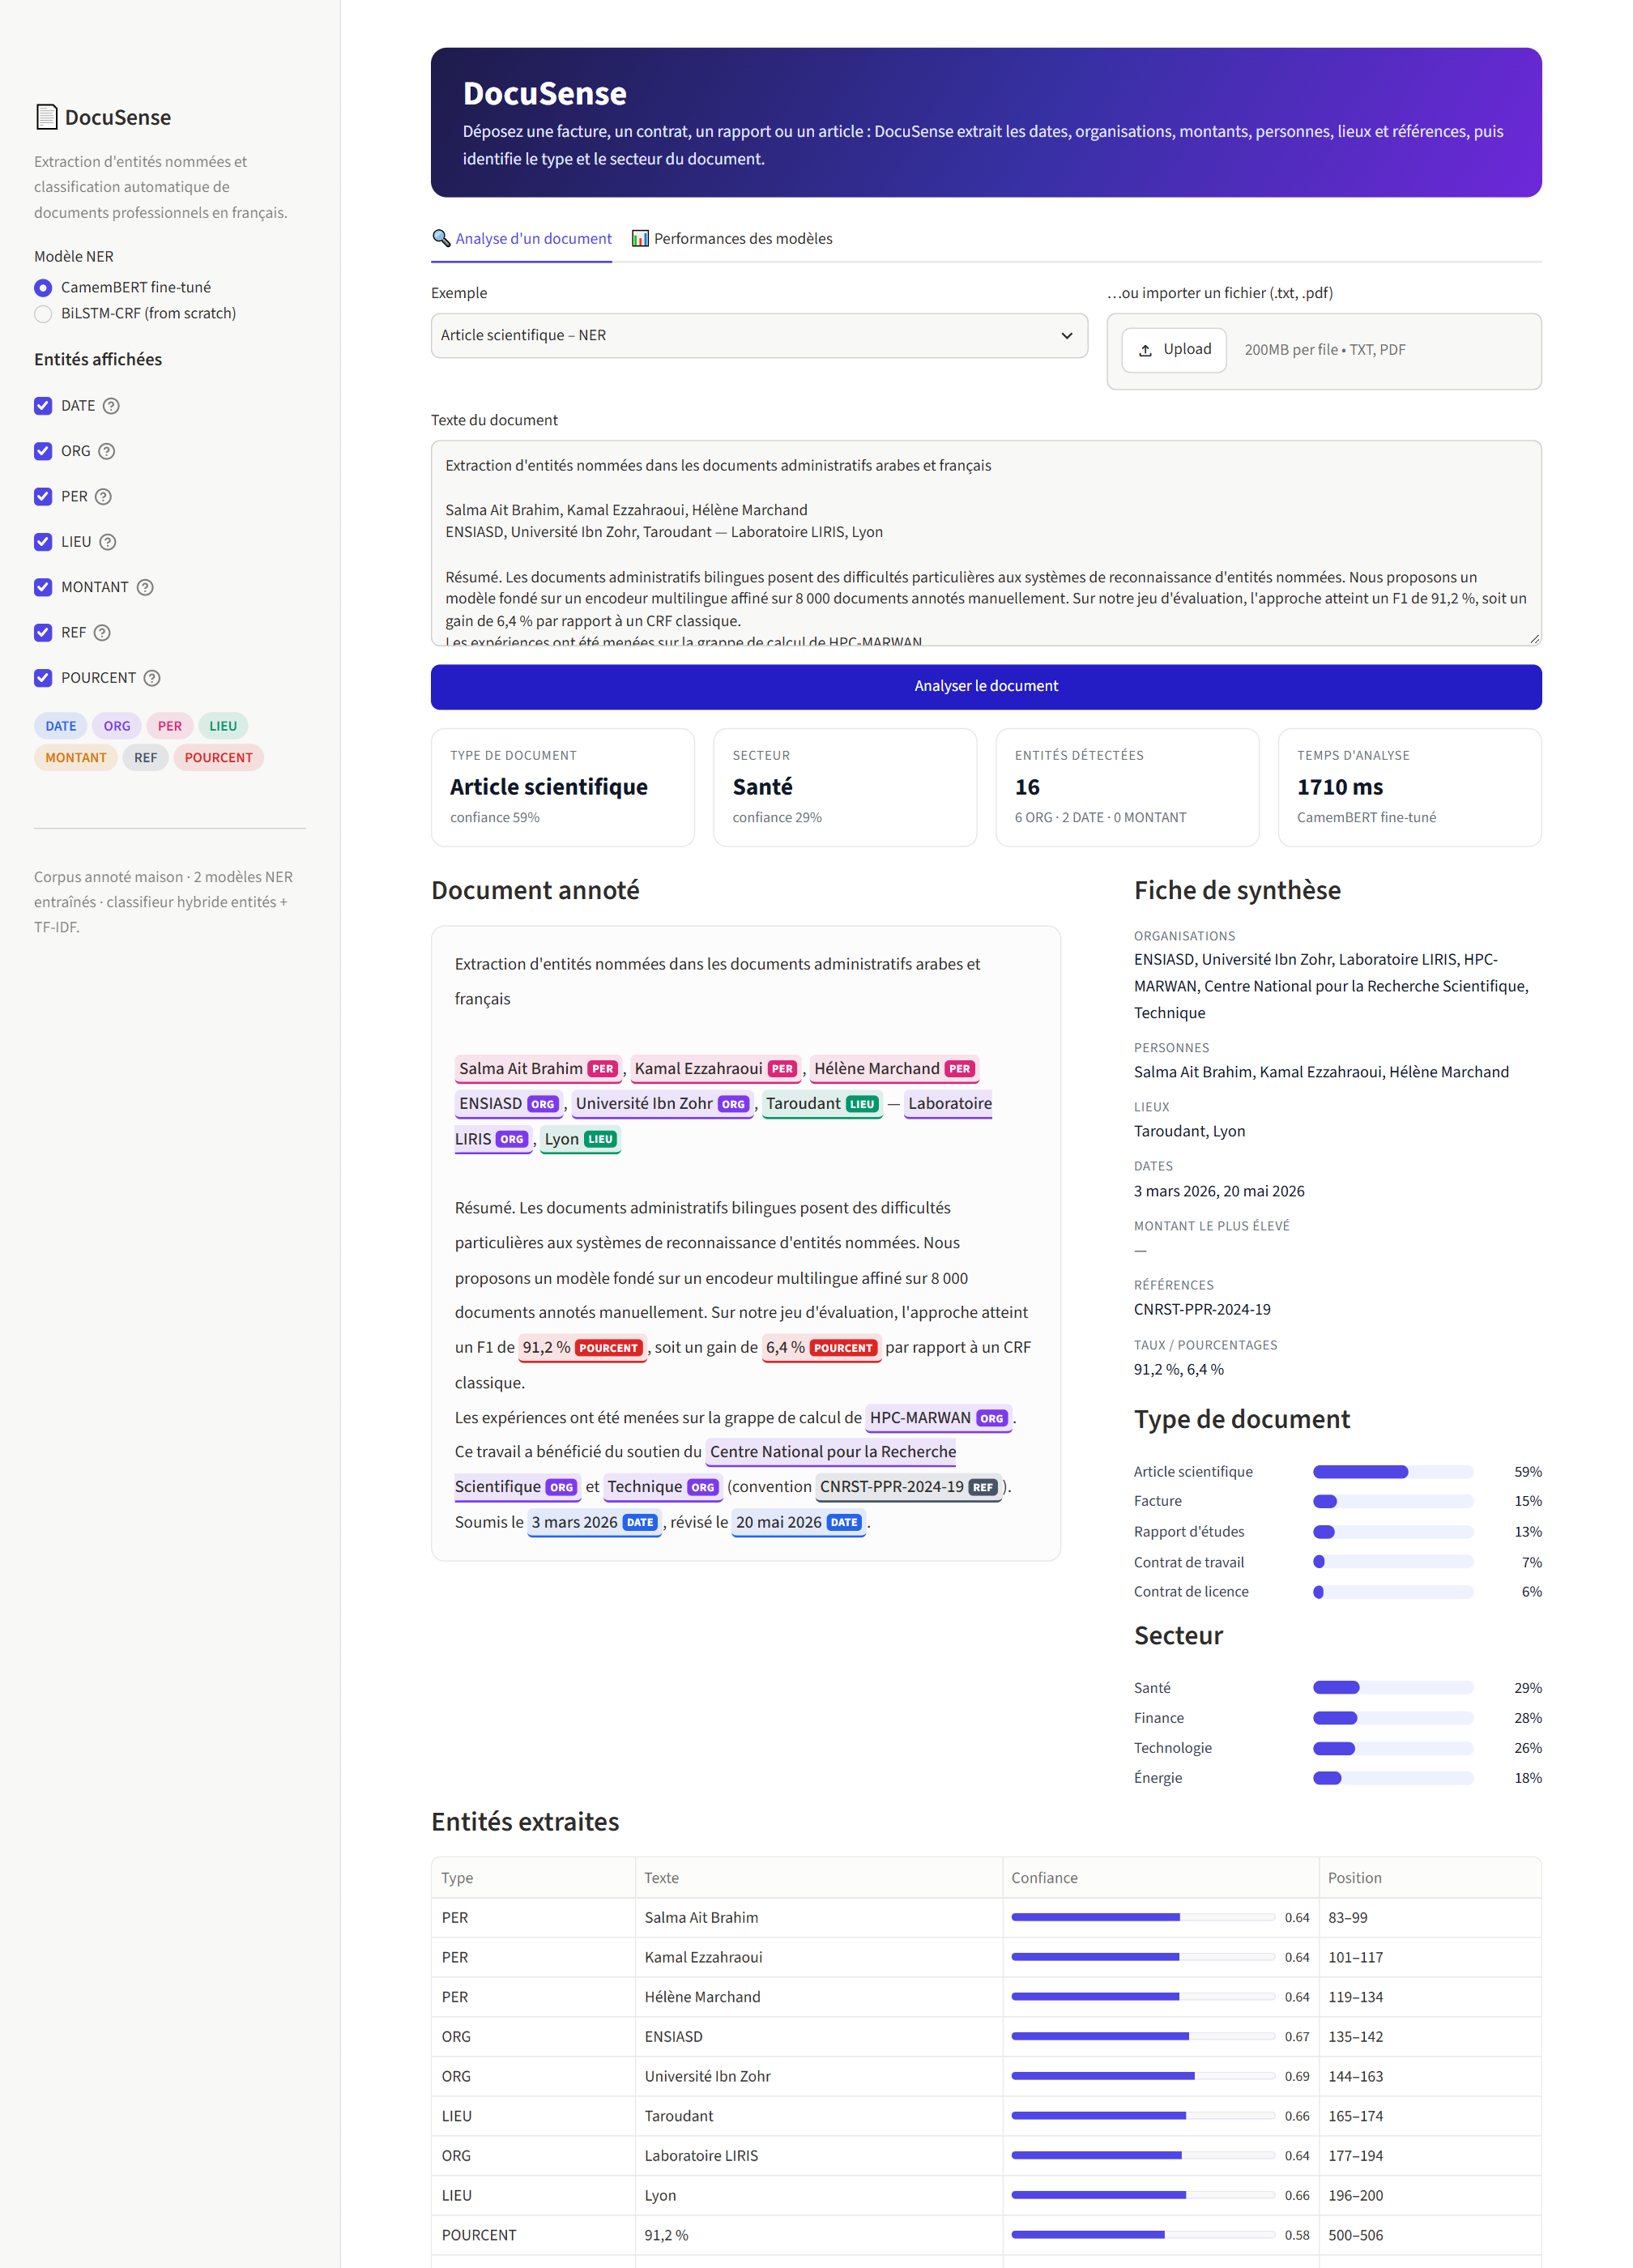 DocuSense
Extraction d'entités nommées et
classification automatique de
documents professionnels en français.
Modèle NER
CamemBERT fine-tuné
BiLSTM-CRF (from scratch)
Entités affichées
DATE
ORG
PER
LIEU
MONTANT
REF
POURCENT
DATE ORG PER LIEU
MONTANT REF POURCENT
Corpus annoté maison · 2 modèles NER
entraînés · classifieur hybride entités +
TF-IDF.
DocuSense
Déposez une facture, un contrat, un rapport ou un article : DocuSense extrait les dates, organisations, montants, personnes, lieux et références, puis
identifie le type et le secteur du document.
Analyse d'un document Performances des modèles
Exemple
Article scientifique – NER
…ou importer un fichier (.txt, .pdf)
Upload 200MB per file • TXT, PDF
Texte du document
Extraction d'entités nommées dans les documents administratifs arabes et français
Salma Ait Brahim, Kamal Ezzahraoui, Hélène Marchand
ENSIASD, Université Ibn Zohr, Taroudant — Laboratoire LIRIS, Lyon
Résumé. Les documents administratifs bilingues posent des difficultés particulières aux systèmes de reconnaissance d'entités nommées. Nous proposons un
modèle fondé sur un encodeur multilingue affiné sur 8 000 documents annotés manuellement. Sur notre jeu d'évaluation, l'approche atteint un F1 de 91,2 %, soit un
gain de 6,4 % par rapport à un CRF classique.
Les expériences ont été menées sur la grappe de calcul de HPC-MARWAN
Analyser le document
TYPE DE DOCUMENT
Article scientifique
confiance 59%
SECTEUR
Santé
confiance 29%
ENTITÉS DÉTECTÉES
16
6 ORG · 2 DATE · 0 MONTANT
TEMPS D'ANALYSE
1710 ms
CamemBERT fine-tuné
Document annoté
Extraction d'entités nommées dans les documents administratifs arabes et
français
Salma Ait Brahim PER , Kamal Ezzahraoui PER , Hélène Marchand PER
ENSIASD ORG , Université Ibn Zohr ORG , Taroudant LIEU — Laboratoire
LIRIS ORG , Lyon LIEU
Résumé. Les documents administratifs bilingues posent des difficultés
particulières aux systèmes de reconnaissance d'entités nommées. Nous
proposons un modèle fondé sur un encodeur multilingue affiné sur 8 000
documents annotés manuellement. Sur notre jeu d'évaluation, l'approche atteint
un F1 de 91,2 % POURCENT , soit un gain de 6,4 % POURCENT par rapport à un CRF
classique.
Les expériences ont été menées sur la grappe de calcul de HPC-MARWAN ORG .
Ce travail a bénéficié du soutien du Centre National pour la Recherche
Scientifique ORG et Technique ORG (convention CNRST-PPR-2024-19 REF ).
Soumis le 3 mars 2026 DATE , révisé le 20 mai 2026 DATE .
Fiche de synthèse
ORGANISATIONS
ENSIASD, Université Ibn Zohr, Laboratoire LIRIS, HPC-
MARWAN, Centre National pour la Recherche Scientifique,
Technique
PERSONNES
Salma Ait Brahim, Kamal Ezzahraoui, Hélène Marchand
LIEUX
Taroudant, Lyon
DATES
3 mars 2026, 20 mai 2026
MONTANT LE PLUS ÉLEVÉ
—
RÉFÉRENCES
CNRST-PPR-2024-19
TAUX / POURCENTAGES
91,2 %, 6,4 %
Type de document
Article scientifique 59%
Facture 15%
Rapport d'études 13%
Contrat de travail 7%
Contrat de licence 6%
Secteur
Santé 29%
Finance 28%
Technologie 26%
Énergie 18%
Entités extraites
Type Texte Confiance Position
PER Salma Ait Brahim 0.64 83–99
PER Kamal Ezzahraoui 0.64 101–117
PER Hélène Marchand 0.64 119–134
ORG ENSIASD 0.67 135–142
ORG Université Ibn Zohr 0.69 144–163
LIEU Taroudant 0.66 165–174
ORG Laboratoire LIRIS 0.64 177–194
LIEU Lyon 0.66 196–200
POURCENT 91,2 % 0.58 500–506